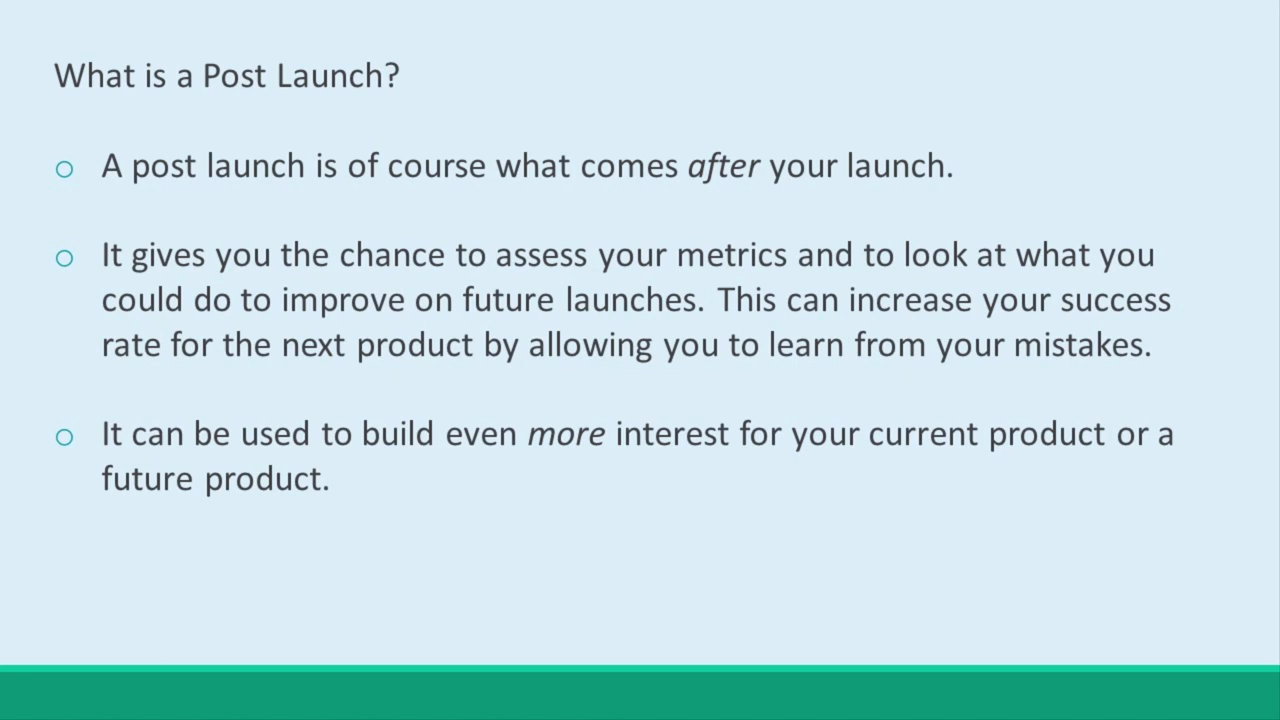 What is a Post Launch?
o A post launch is of course what comes after your launch.
o It gives you the chance to assess your metrics and to look at what you
could do to improve on future launches. This can increase your success
rate for the next product by allowing you to learn from your mistakes.
o It can be used to build even more interest for your current product or a
future product.